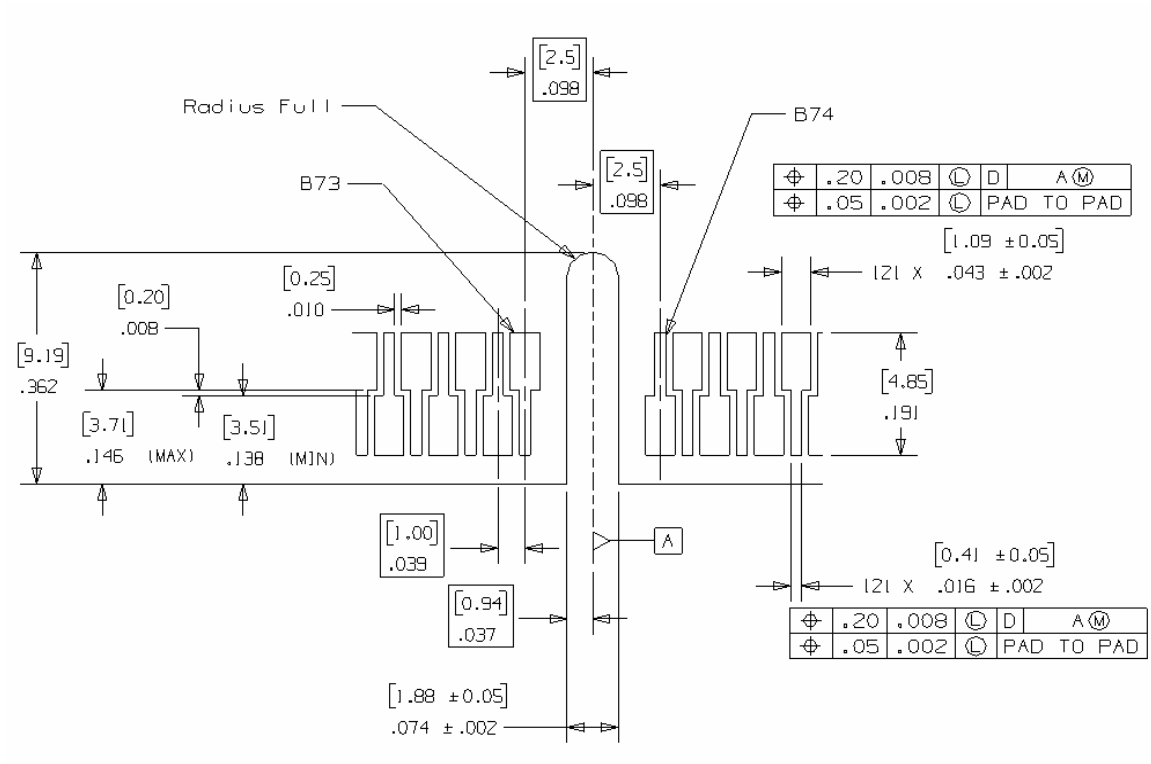 [2.5]
.098
Radius Full
B74
B73
[2.5]
.098
⌖ .20 .008 Ⓛ D A Ⓜ
⌖ .05 .002 Ⓛ PAD TO PAD
[1.09 ±0.05]
121 X .043 ±.002
[0.25]
.010
[0.20]
.008
[9.19]
.362
[4.85]
.191
[3.71]
.146 (MAX)
[3.51]
.138 (MIN)
[1.00]
.039
A
[0.41 ±0.05]
121 X .016 ±.002
[0.94]
.037
⌖ .20 .008 Ⓛ D A Ⓜ
⌖ .05 .002 Ⓛ PAD TO PAD
[1.88 ±0.05]
.074 ±.002